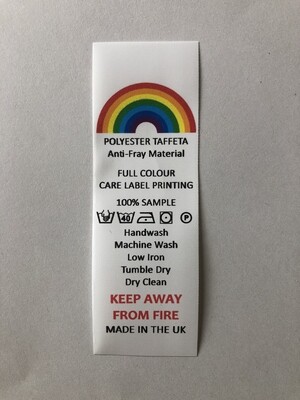 POLYESTER TAFFETA
Anti-Fray Material
FULL COLOUR
CARE LABEL PRINTING
100% SAMPLE
40 P
Handwash
Machine Wash
Low Iron
Tumble Dry
Dry Clean
KEEP AWAY
FROM FIRE
MADE IN THE UK